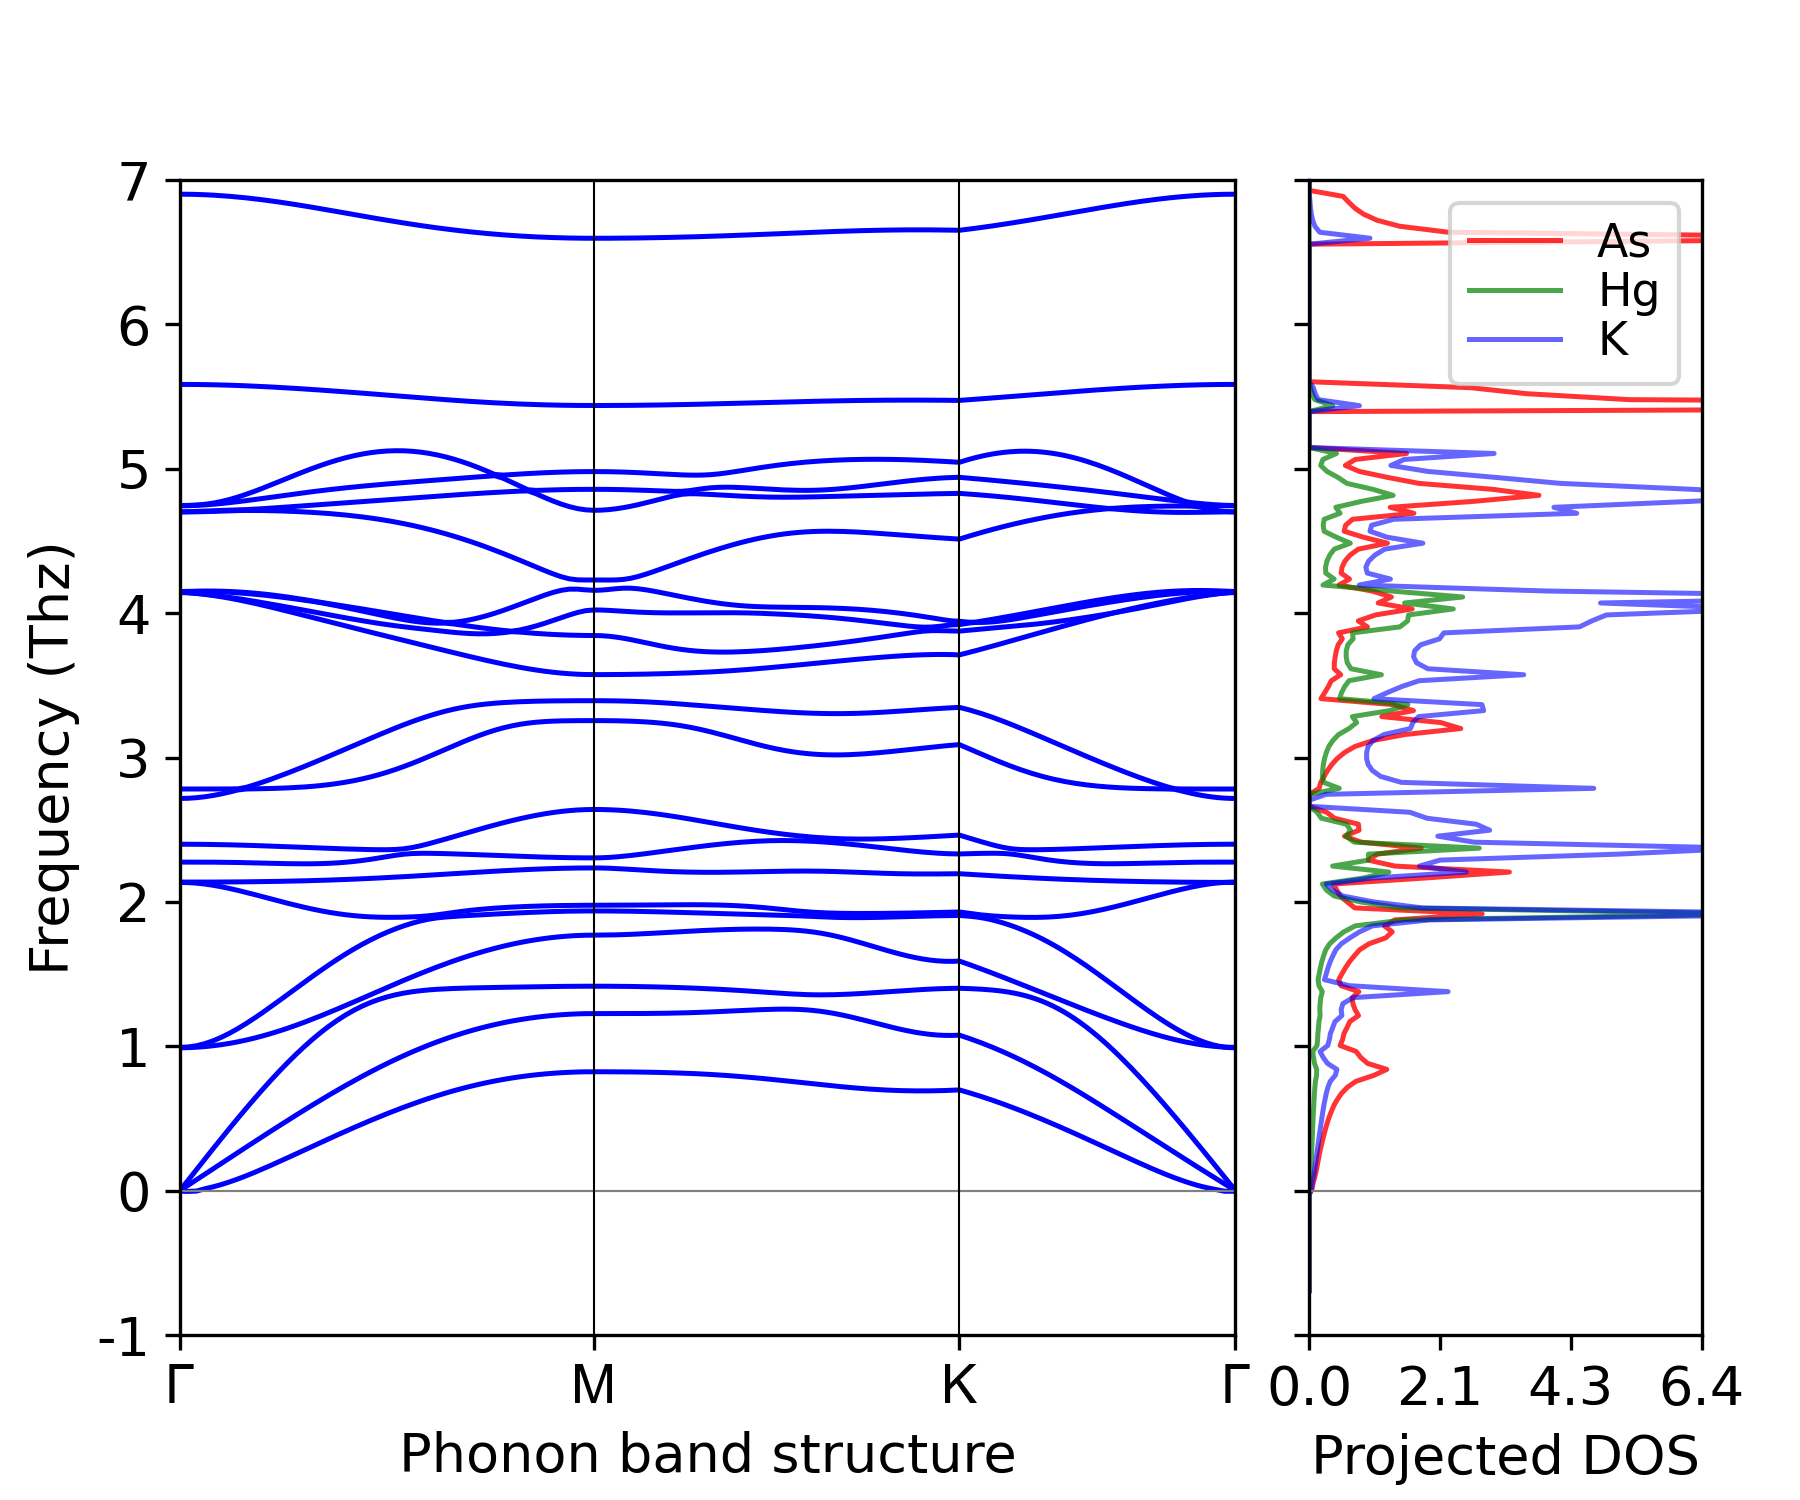 Frequency (Thz)
7
6
5
4
3
2
1
0
-1
Γ M K Γ
Phonon band structure
As
Hg
K
0.0 2.1 4.3 6.4
Projected DOS